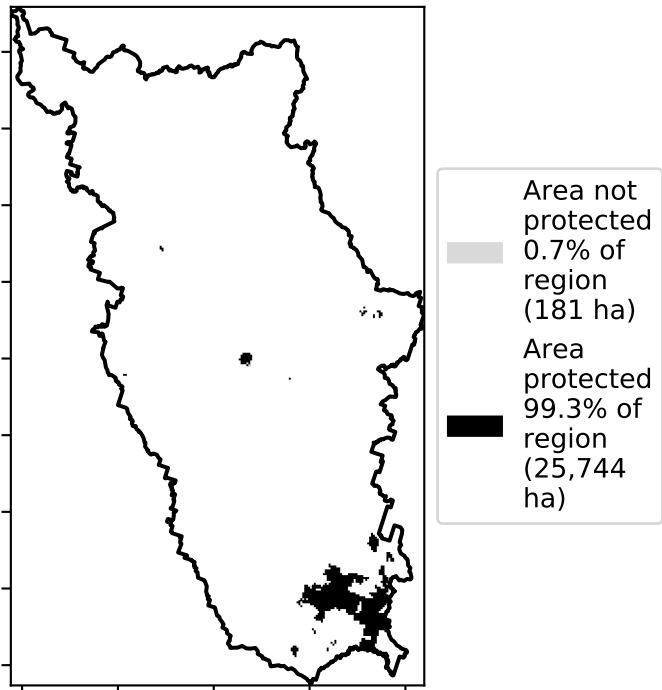 Area not
protected
0.7% of
region
(181 ha)
Area
protected
99.3% of
region
(25,744
ha)